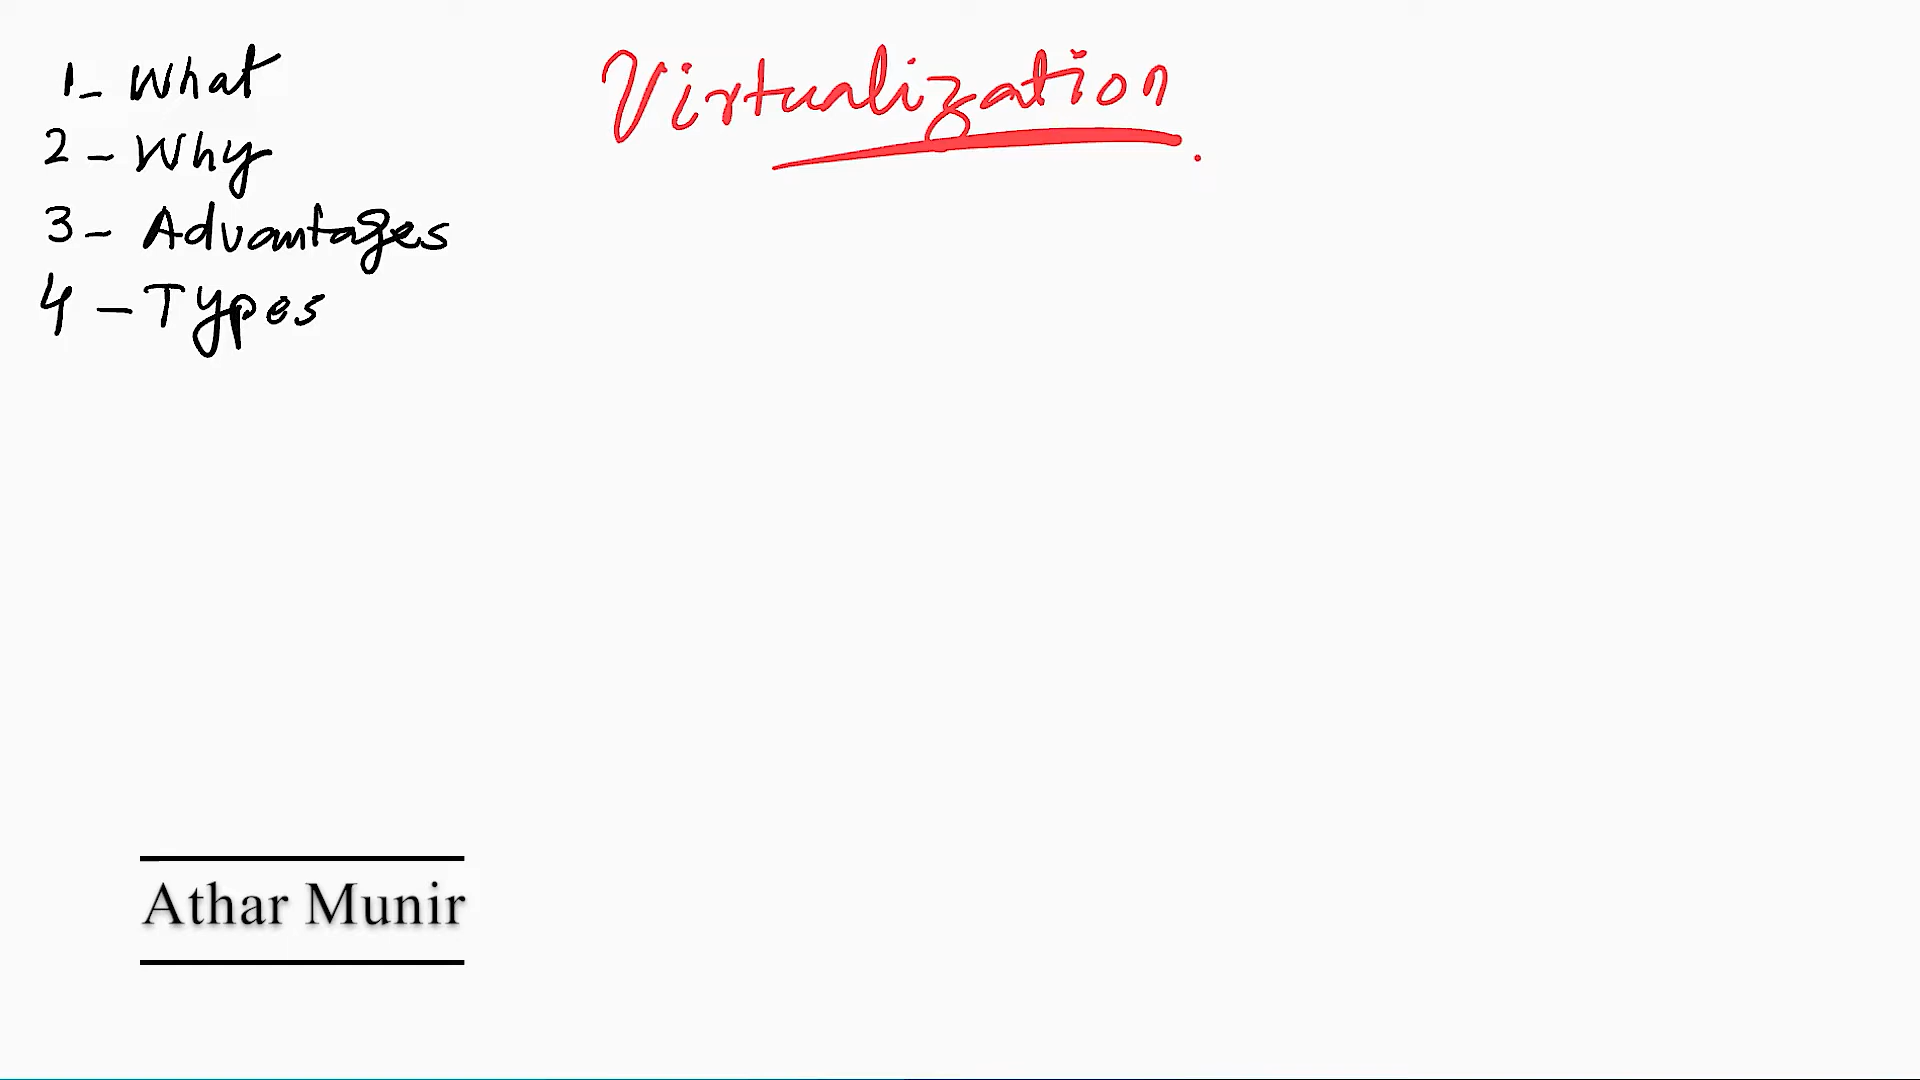 Virtualization
1- What
2- Why
3- Advantages
4- Types
Athar Munir